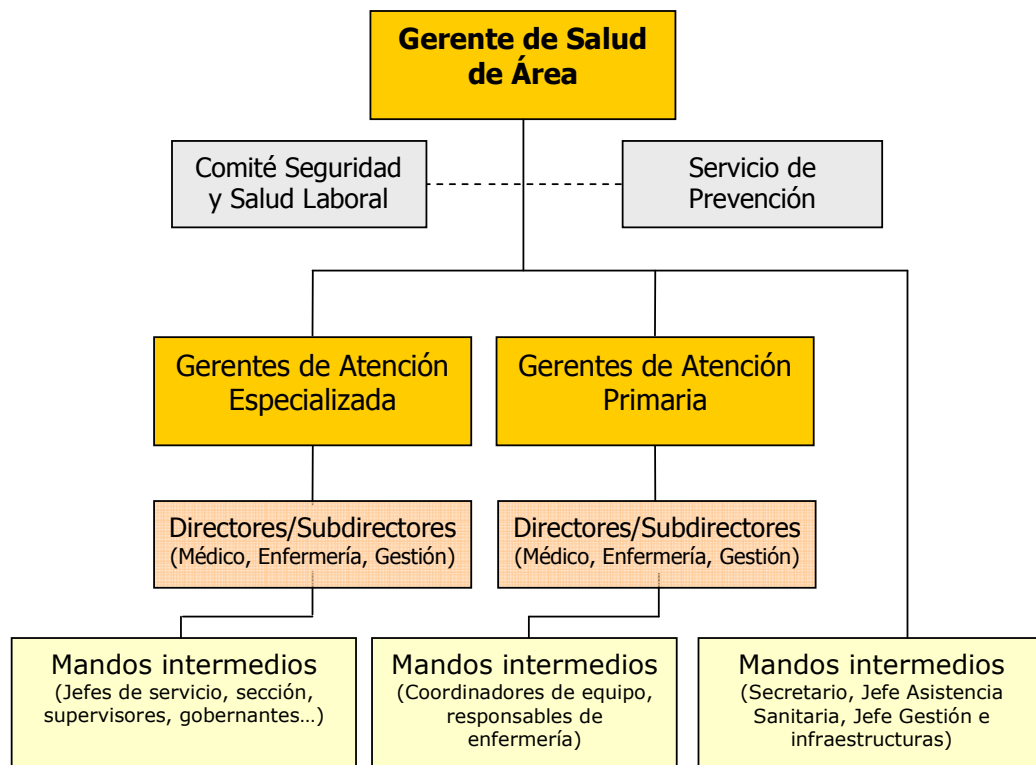 Gerente de Salud
de Área
Comité Seguridad
y Salud Laboral
Servicio de
Prevención
Gerentes de Atención
Especializada
Gerentes de Atención
Primaria
Directores/Subdirectores
(Médico, Enfermería, Gestión)
Directores/Subdirectores
(Médico, Enfermería, Gestión)
Mandos intermedios
(Jefes de servicio, sección,
supervisores, gobernantes…)
Mandos intermedios
(Coordinadores de equipo,
responsables de
enfermería)
Mandos intermedios
(Secretario, Jefe Asistencia
Sanitaria, Jefe Gestión e
infraestructuras)